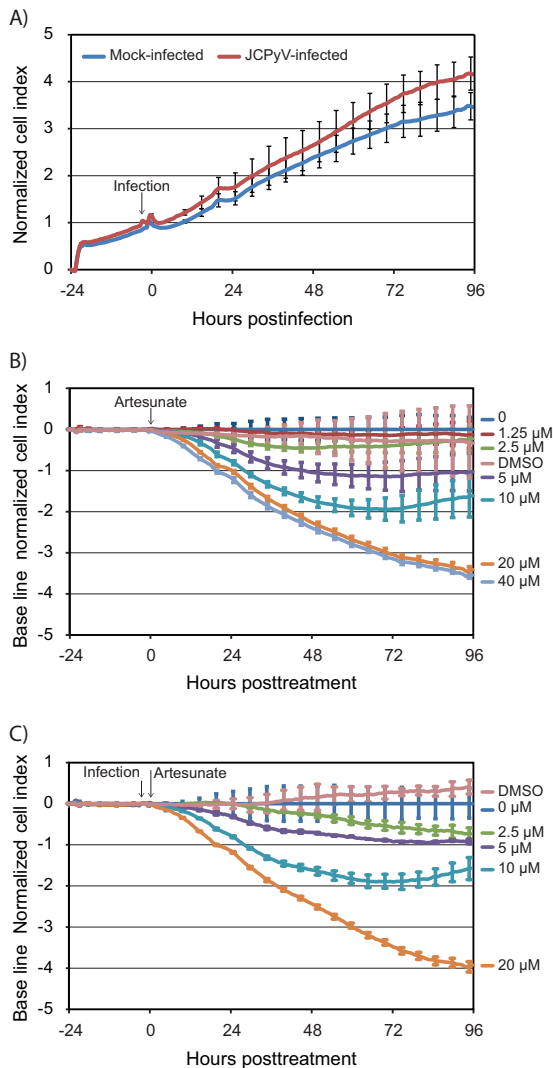 A)
Normalized cell index
5
4
3
2
1
0
Mock-infected
JCPyV-infected
Infection
-24
0
24
48
72
96
Hours postinfection
B)
Base line normalized cell index
1
0
-1
-2
-3
-4
-5
Artesunate
0
1.25 µM
2.5 µM
DMSO
5 µM
10 µM
20 µM
40 µM
-24
0
24
48
72
96
Hours posttreatment
C)
Base line Normalized cell index
1
0
-1
-2
-3
-4
-5
Infection
Artesunate
DMSO
0 µM
2.5 µM
5 µM
10 µM
20 µM
-24
0
24
48
72
96
Hours posttreatment